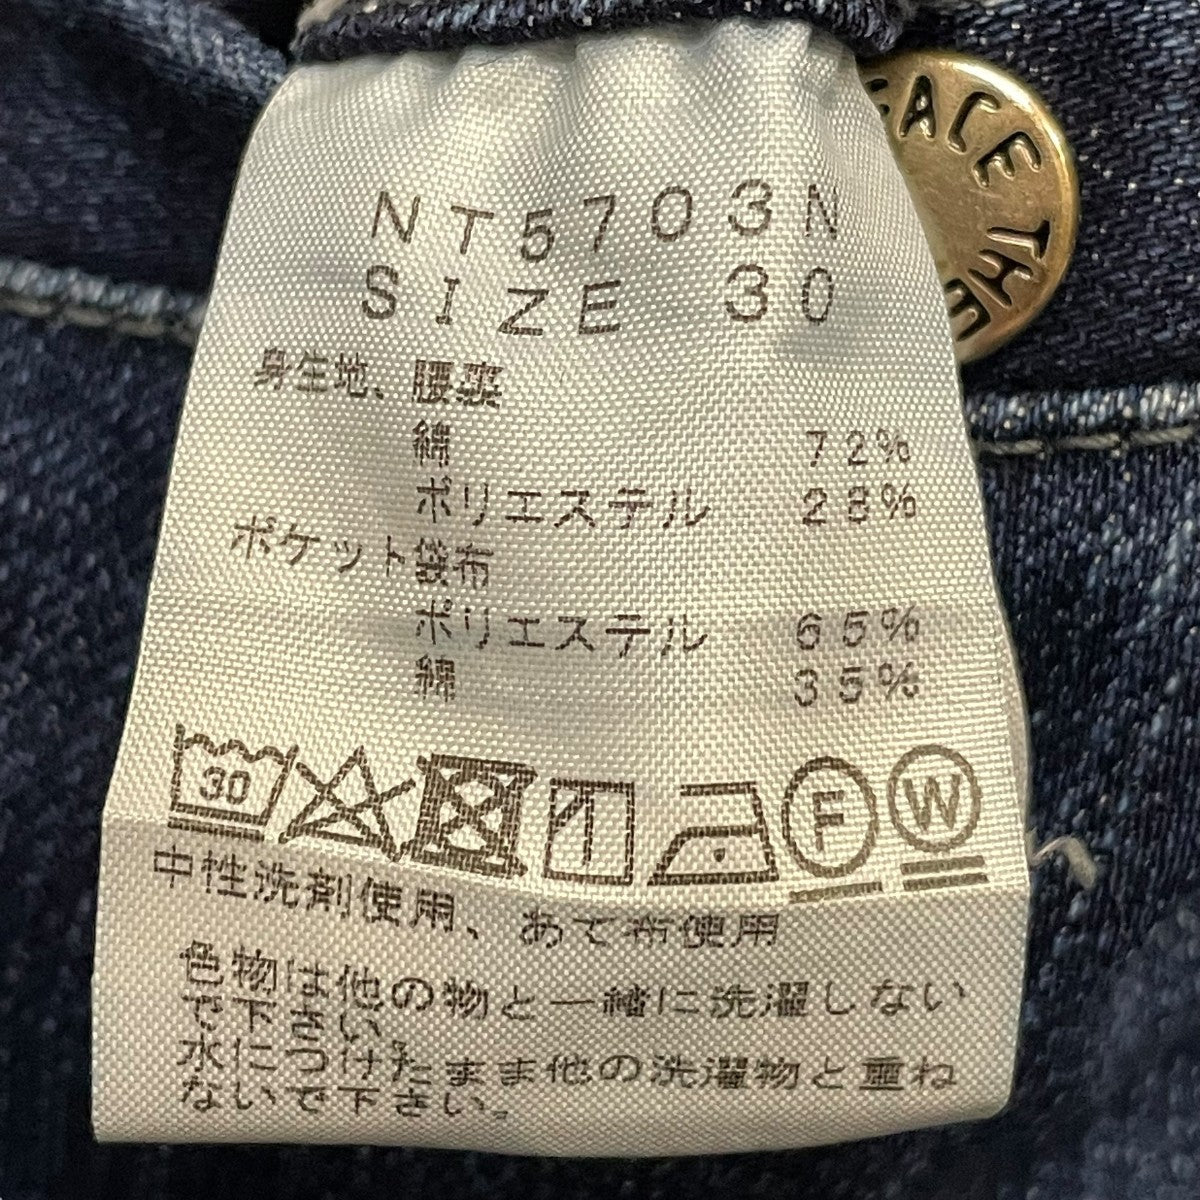 FACE THE
NT5703N
SIZE 30
身生地、腰裏
綿 72%
ポリエステル 28%
ポケット袋布
ポリエステル 65%
綿 35%
30 F W
中性洗剤使用、あて布使用
色物は他の物と一緒に洗濯しない
で下さい。
水につけたまま他の洗濯物と重ね
ないで下さい。